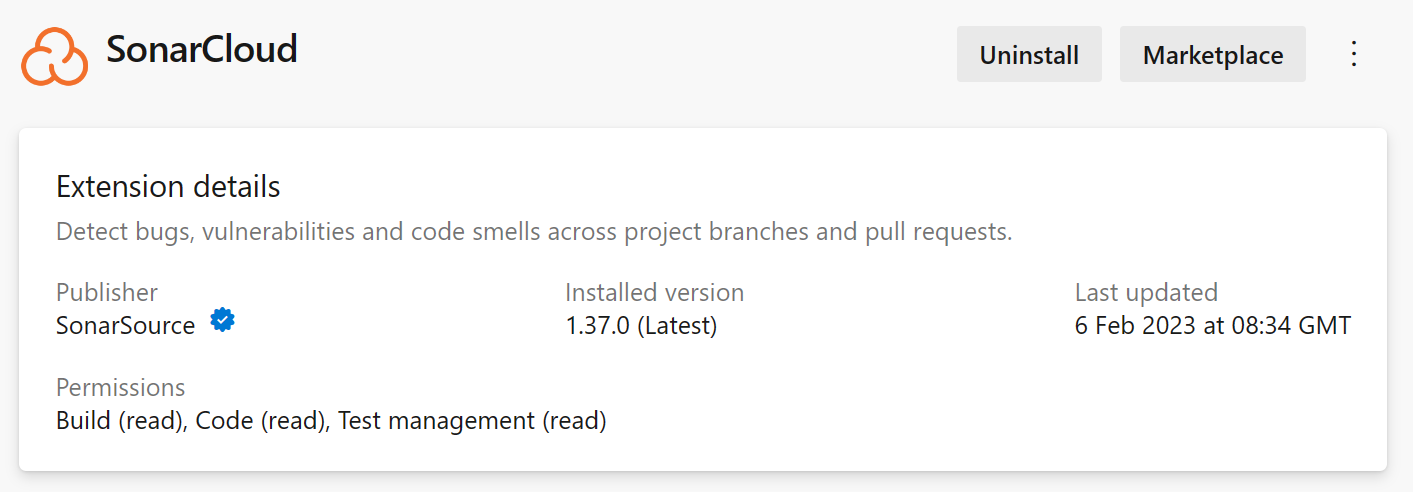 SonarCloud
Uninstall
Marketplace
Extension details
Detect bugs, vulnerabilities and code smells across project branches and pull requests.
Publisher
SonarSource
Installed version
1.37.0 (Latest)
Last updated
6 Feb 2023 at 08:34 GMT
Permissions
Build (read), Code (read), Test management (read)